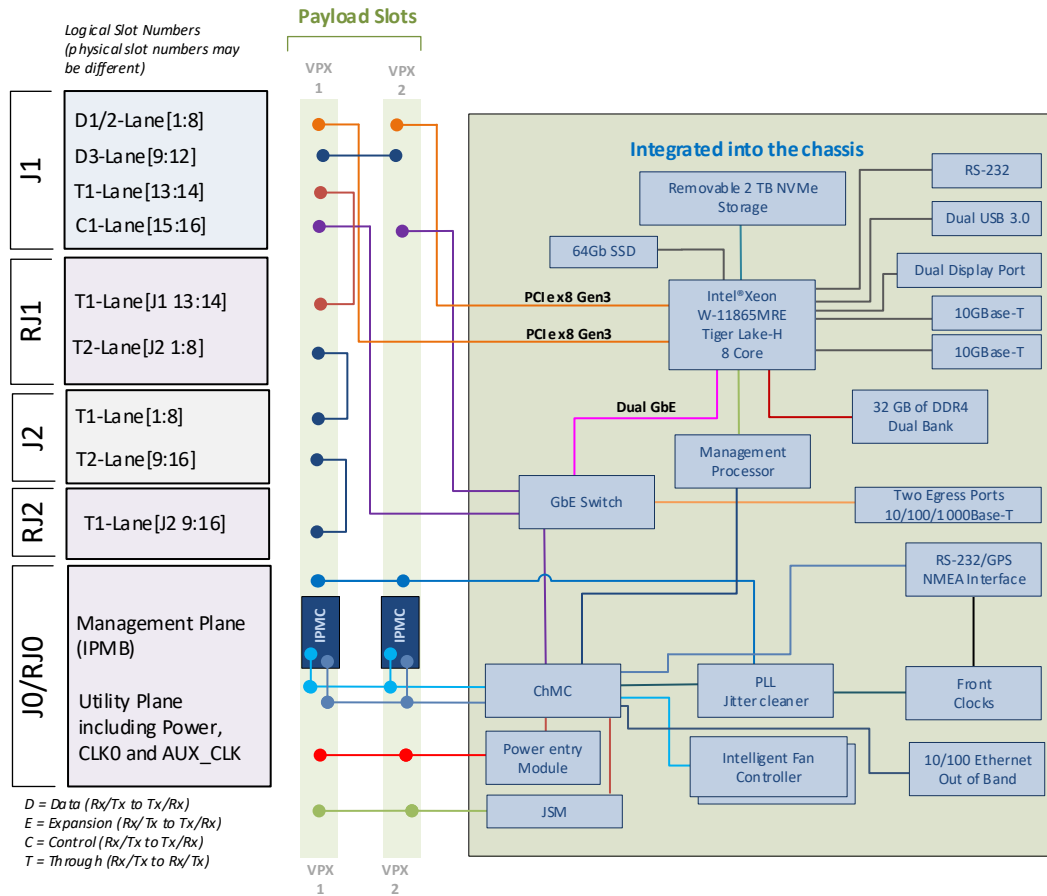 Payload Slots
Logical Slot Numbers
(physical slot numbers may
be different)
VPX
1
VPX
2
J1
D1/2-Lane[1:8]
D3-Lane[9:12]
T1-Lane[13:14]
C1-Lane[15:16]
RJ1
T1-Lane[J1 13:14]
T2-Lane[J2 1:8]
J2
T1-Lane[1:8]
T2-Lane[9:16]
RJ2
T1-Lane[J2 9:16]
J0/RJ0
Management Plane
(IPMB)
Utility Plane
including Power,
CLK0 and AUX_CLK
D = Data (Rx/Tx to Tx/Rx)
E = Expansion (Rx/Tx to Tx/Rx)
C = Control (Rx/Tx to Tx/Rx)
T = Through (Rx/Tx to Rx/Tx)
IPMC
IPMC
VPX
1
VPX
2
Integrated into the chassis
Removable 2 TB NVMe
Storage
64Gb SSD
RS-232
Dual USB 3.0
Dual Display Port
10GBase-T
10GBase-T
PCIe x8 Gen3
PCIe x8 Gen3
Intel®Xeon
W-11865MRE
Tiger Lake-H
8 Core
Dual GbE
32 GB of DDR4
Dual Bank
Management
Processor
GbE Switch
Two Egress Ports
10/100/1000Base-T
RS-232/GPS
NMEA Interface
ChMC
PLL
Jitter cleaner
Front
Clocks
Power entry
Module
Intelligent Fan
Controller
10/100 Ethernet
Out of Band
JSM